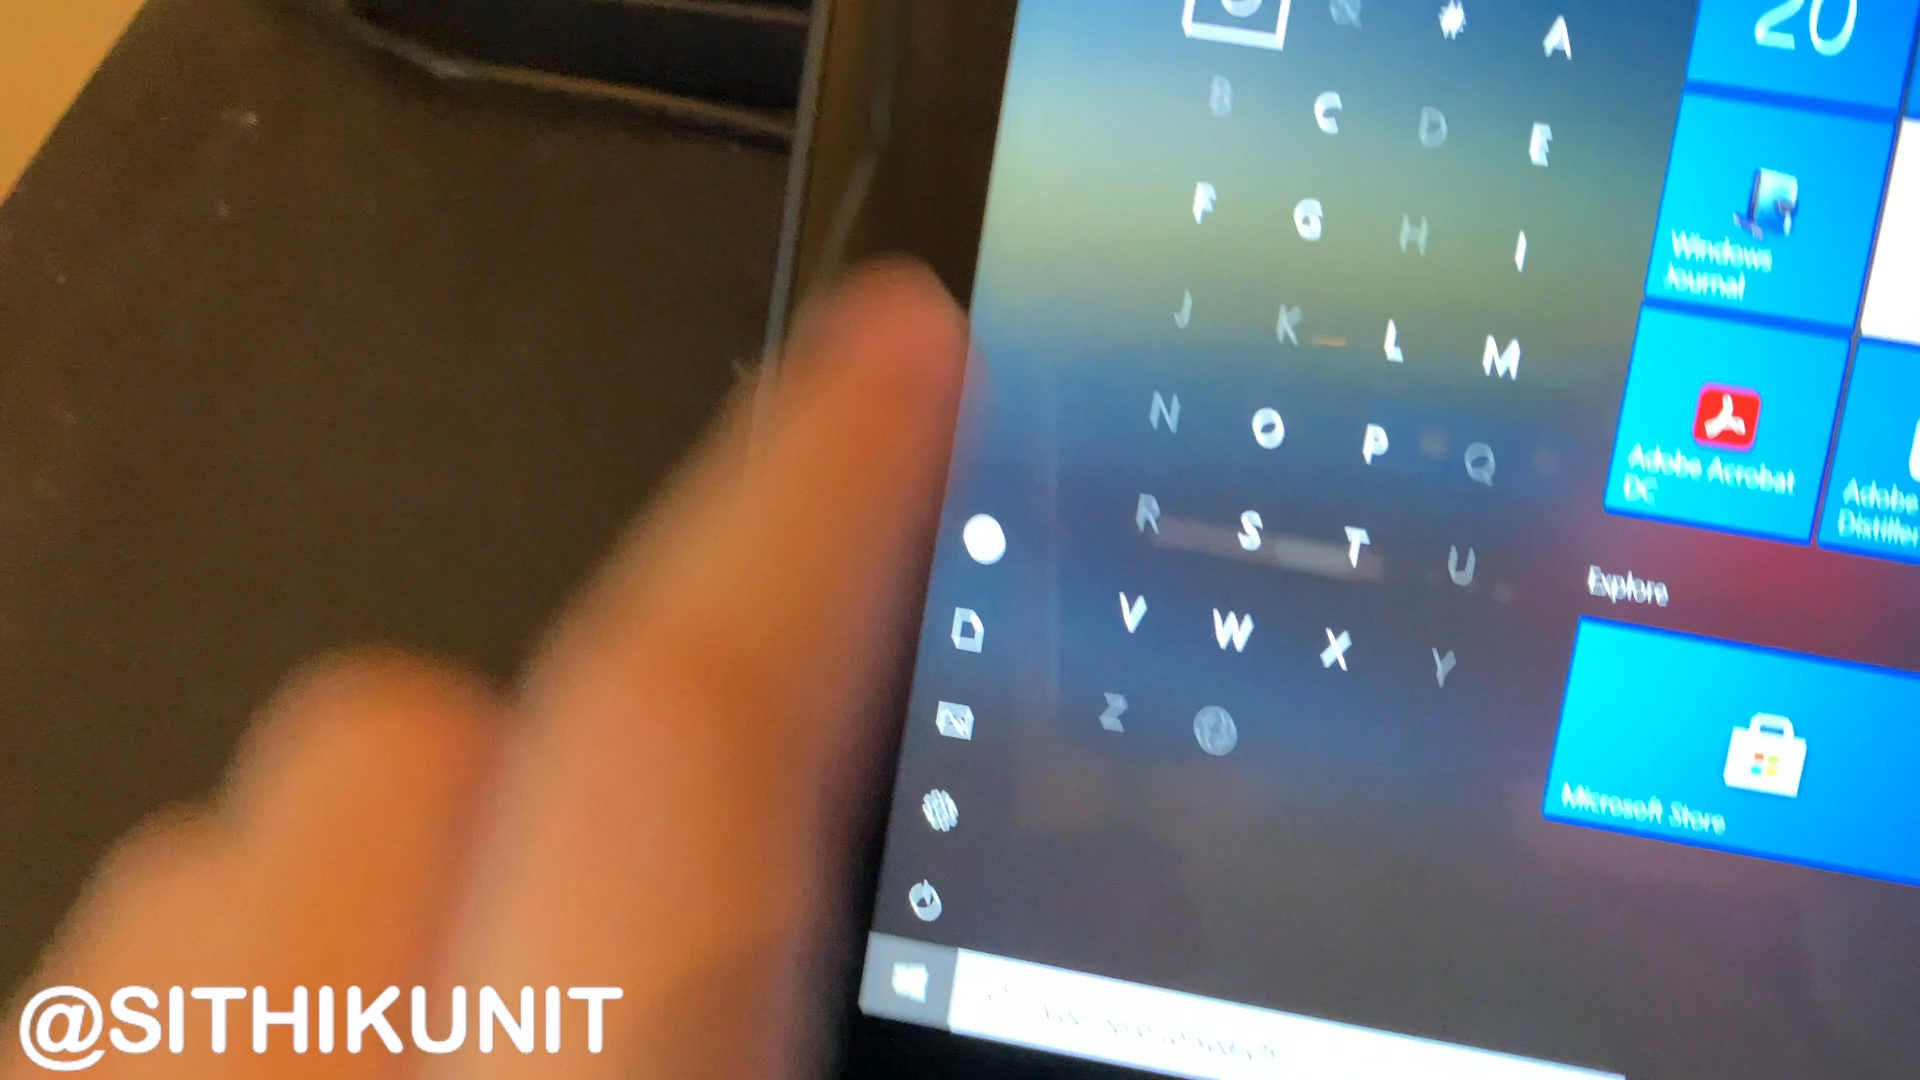 & # A
20
B C D E
F G H I
Windows
Journal
J K L M
N O P Q
Adobe Acrobat
DC
Adobe
Distiller
R S T U
Explore
V W X Y
Z
Microsoft Store
@SITHIKUNIT